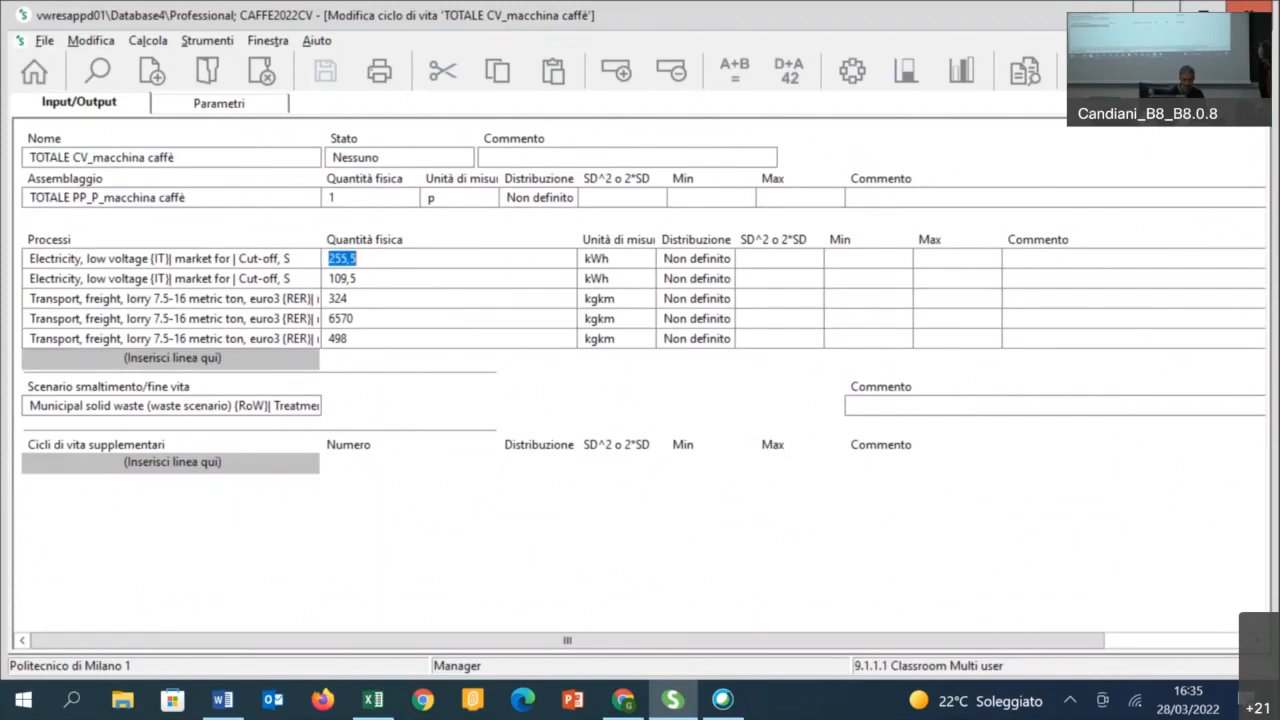 vwresappd01\Database4\Professional; CAFFE2022CV - [Modifica ciclo di vita 'TOTALE CV_macchina caffè']
File Modifica Calcola Strumenti Finestra Aiuto
A+B
=
D+A
42
Input/Output Parametri
Candiani_B8_B8.0.8
Nome Stato Commento
TOTALE CV_macchina caffè Nessuno
Assemblaggio Quantità fisica Unità di misur Distribuzione SD^2 o 2*SD Min Max Commento
TOTALE PP_P_macchina caffè 1 p Non definito
Processi Quantità fisica Unità di misur Distribuzione SD^2 o 2*SD Min Max Commento
Electricity, low voltage {IT}| market for | Cut-off, S 255,5 kWh Non definito
Electricity, low voltage {IT}| market for | Cut-off, S 109,5 kWh Non definito
Transport, freight, lorry 7.5-16 metric ton, euro3 {RER}| 324 kgkm Non definito
Transport, freight, lorry 7.5-16 metric ton, euro3 {RER}| 6570 kgkm Non definito
Transport, freight, lorry 7.5-16 metric ton, euro3 {RER}| 498 kgkm Non definito
(Inserisci linea qui)
Scenario smaltimento/fine vita Commento
Municipal solid waste (waste scenario) {RoW}| Treatmer
Cicli di vita supplementari Numero Distribuzione SD^2 o 2*SD Min Max Commento
(Inserisci linea qui)
Politecnico di Milano 1 Manager 9.1.1.1 Classroom Multi user
22°C Soleggiato
16:35
28/03/2022
+21